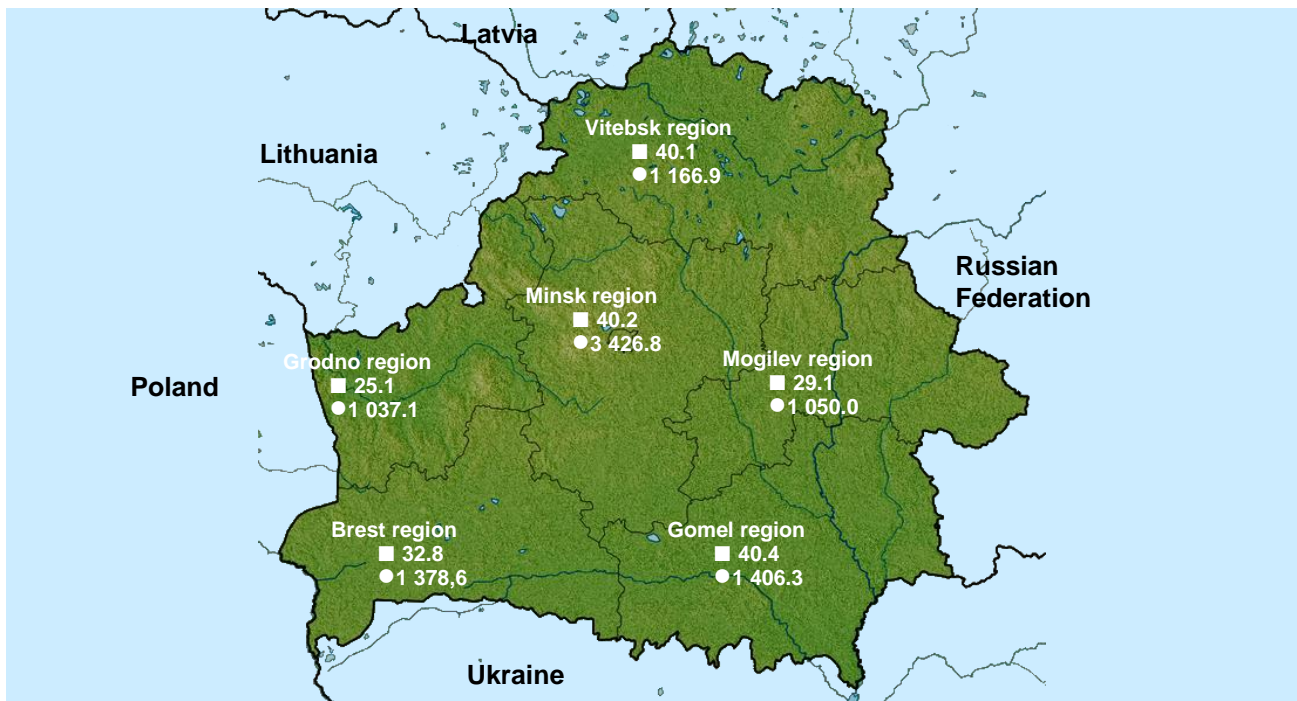 Latvia
Vitebsk region
40.1
1 166.9
Lithuania
Russian
Federation
Minsk region
40.2
3 426.8
Grodno region
25.1
1 037.1
Mogilev region
29.1
1 050.0
Poland
Brest region
32.8
1 378,6
Gomel region
40.4
1 406.3
Ukraine